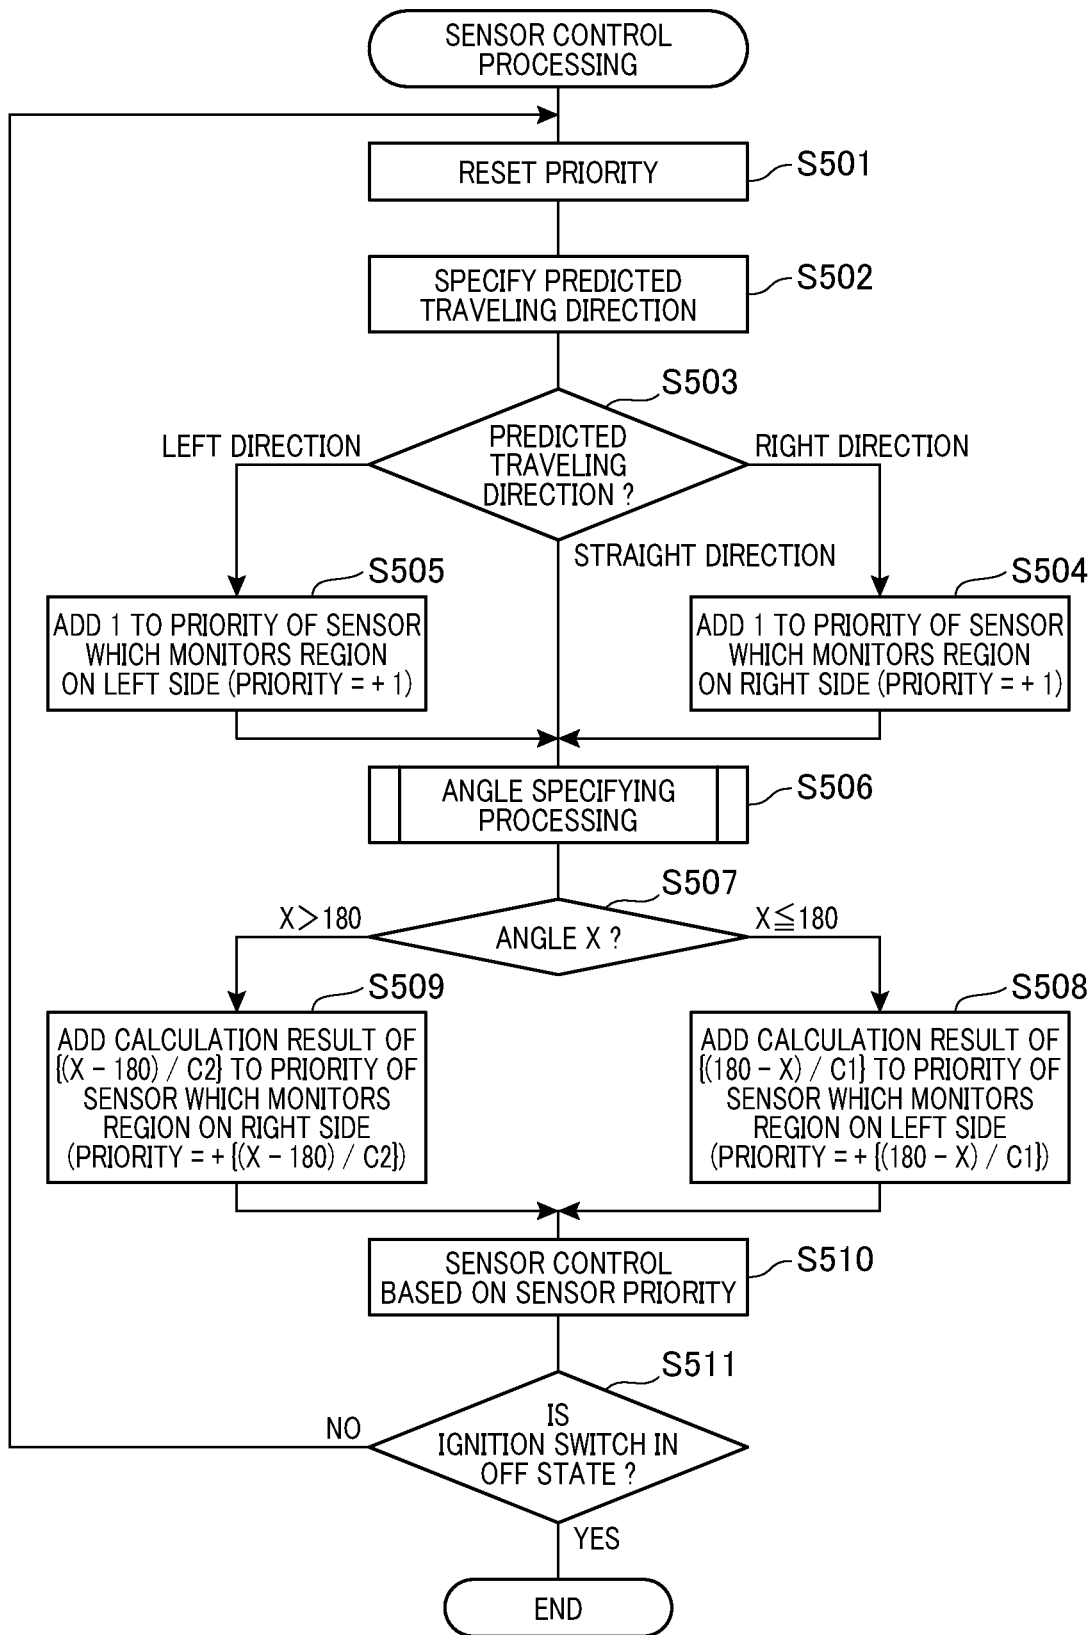 SENSOR CONTROL
PROCESSING
RESET PRIORITY
S501
SPECIFY PREDICTED
TRAVELING DIRECTION
S502
S503
PREDICTED
TRAVELING
DIRECTION ?
LEFT DIRECTION
RIGHT DIRECTION
STRAIGHT DIRECTION
S505
ADD 1 TO PRIORITY OF SENSOR
WHICH MONITORS REGION
ON LEFT SIDE (PRIORITY = + 1)
S504
ADD 1 TO PRIORITY OF SENSOR
WHICH MONITORS REGION
ON RIGHT SIDE (PRIORITY = + 1)
ANGLE SPECIFYING
PROCESSING
S506
S507
X>180
ANGLE X ?
X≦180
S509
ADD CALCULATION RESULT OF
{(X − 180) / C2} TO PRIORITY OF
SENSOR WHICH MONITORS
REGION ON RIGHT SIDE
(PRIORITY = + {(X − 180) / C2})
S508
ADD CALCULATION RESULT OF
{(180 − X) / C1} TO PRIORITY OF
SENSOR WHICH MONITORS
REGION ON LEFT SIDE
(PRIORITY = + {(180 − X) / C1})
SENSOR CONTROL
BASED ON SENSOR PRIORITY
S510
S511
IS
IGNITION SWITCH IN
OFF STATE ?
NO
YES
END